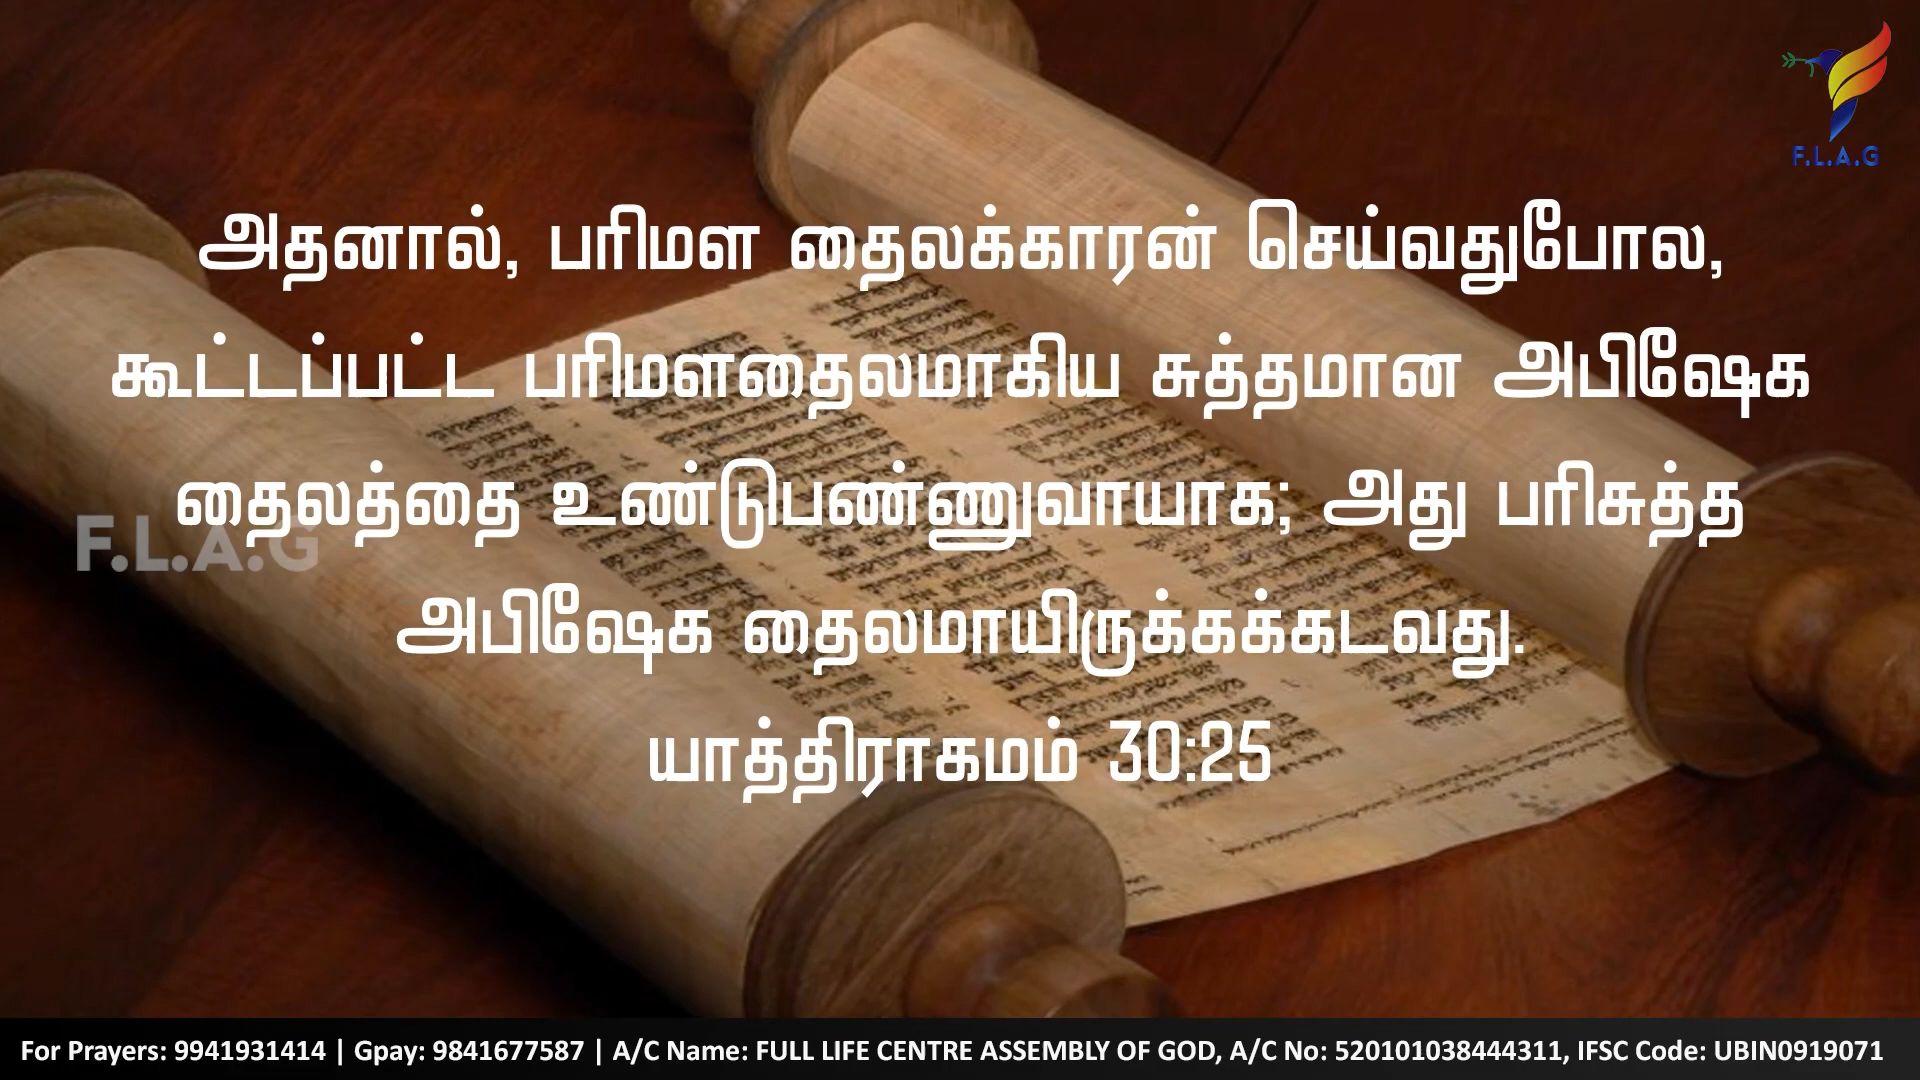 F.L.A.G
அதனால், பரிமள தைலக்காரன் செய்வதுபோல,
கூட்டப்பட்ட பரிமளதைலமாகிய சுத்தமான அபிஷேக
தைலத்தை உண்டுபண்ணுவாயாக; அது பரிசுத்த
F.L.A.G
அபிஷேக தைலமாயிருக்கக்கடவது.
யாத்திராகமம் 30:25
For Prayers: 9941931414 | Gpay: 9841677587 | A/C Name: FULL LIFE CENTRE ASSEMBLY OF GOD, A/C No: 520101038444311, IFSC Code: UBIN0919071